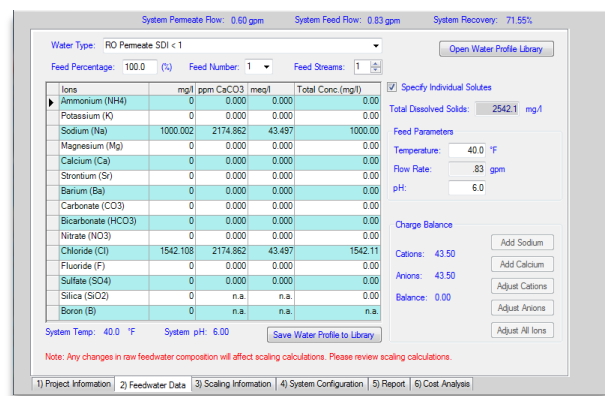 System Permeate Flow: 0.60 gpm System Feed Flow: 0.83 gpm System Recovery: 71.55%
Water Type: RO Permeate SDI < 1 Open Water Profile Library
Feed Percentage: 100.0 (%) Feed Number: 1 Feed Streams: 1
Ions mg/l ppm CaCO3 meq/l Total Conc.(mg/l)
Ammonium (NH4) 0 0.000 0.000 0.00
Potassium (K) 0 0.000 0.000 0.00
Sodium (Na) 1000.002 2174.862 43.497 1000.00
Magnesium (Mg) 0 0.000 0.000 0.00
Calcium (Ca) 0 0.000 0.000 0.00
Strontium (Sr) 0 0.000 0.000 0.00
Barium (Ba) 0 0.000 0.000 0.00
Carbonate (CO3) 0 0.000 0.000 0.00
Bicarbonate (HCO3) 0 0.000 0.000 0.00
Nitrate (NO3) 0 0.000 0.000 0.00
Chloride (Cl) 1542.108 2174.862 43.497 1542.11
Fluoride (F) 0 0.000 0.000 0.00
Sulfate (SO4) 0 0.000 0.000 0.00
Silica (SiO2) 0 n.a. n.a. 0.00
Boron (B) 0 n.a. n.a. n.a.
Specify Individual Solutes
Total Dissolved Solids: 2542.1 mg/l
Feed Parameters
Temperature: 40.0 °F
Flow Rate: .83 gpm
pH: 6.0
Charge Balance
Cations: 43.50
Anions: 43.50
Balance: 0.00
Add Sodium
Add Calcium
Adjust Cations
Adjust Anions
Adjust All Ions
System Temp: 40.0 °F System pH: 6.00 Save Water Profile to Library
Note: Any changes in raw feedwater composition will affect scaling calculations. Please review scaling calculations.
1) Project Information 2) Feedwater Data 3) Scaling Information 4) System Configuration 5) Report 6) Cost Analysis